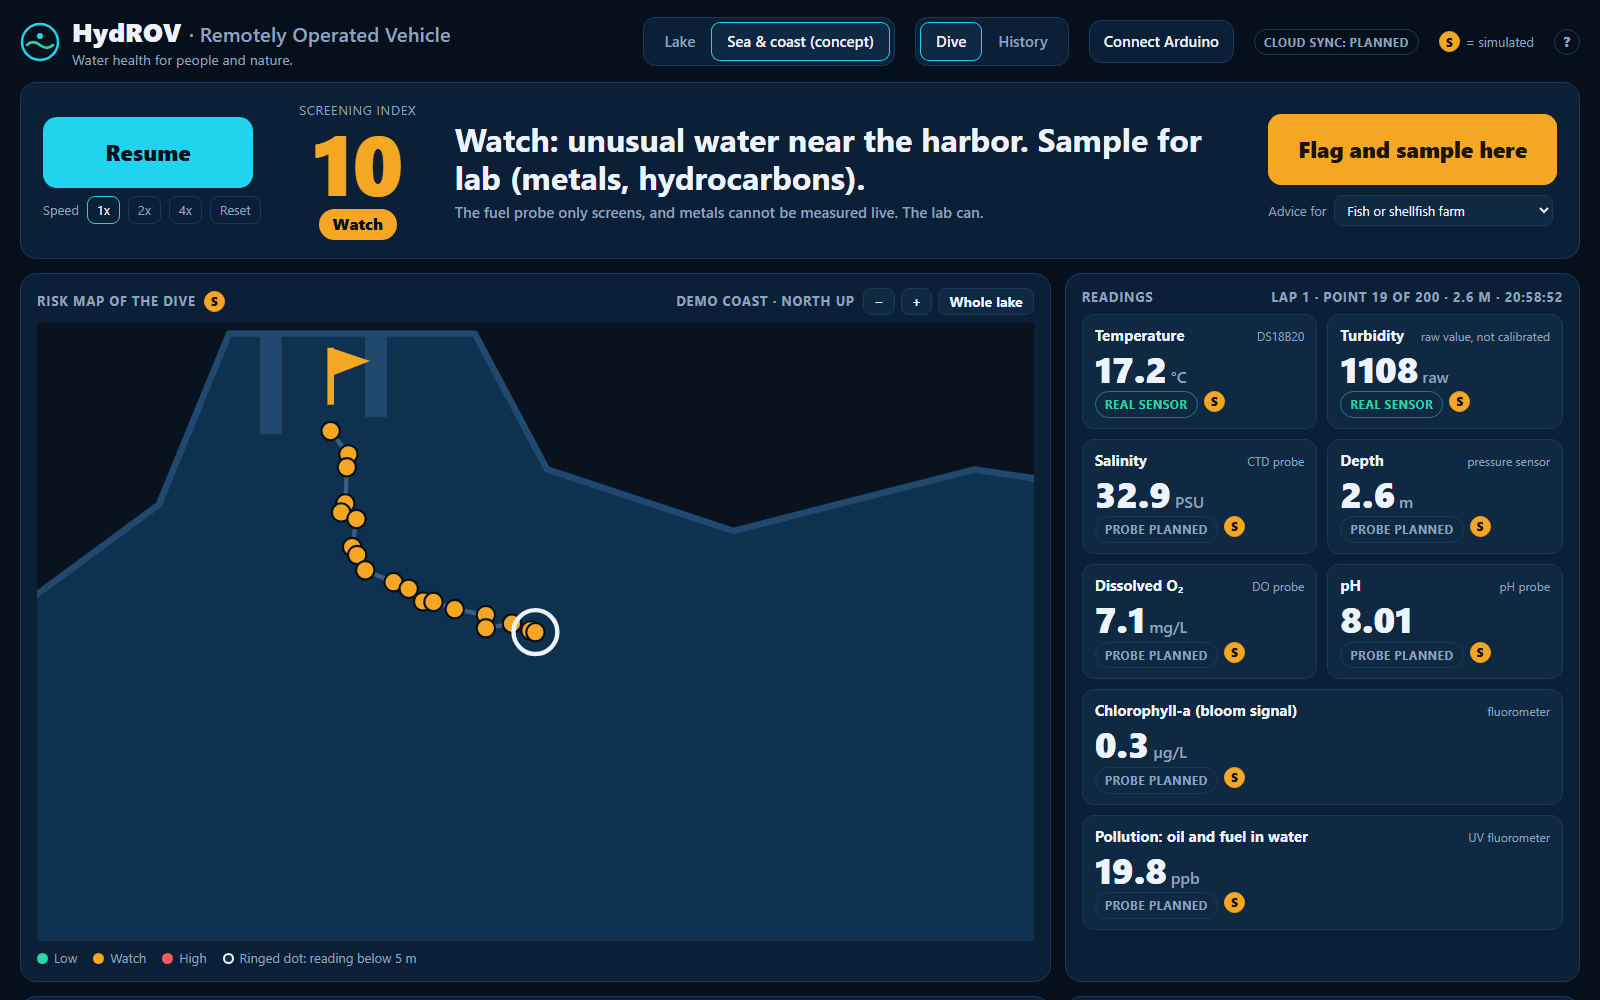 HydROV · Remotely Operated Vehicle
Water health for people and nature.
Lake
Sea & coast (concept)
Dive
History
Connect Arduino
CLOUD SYNC: PLANNED
S = simulated
?
Resume
Speed 1x 2x 4x Reset
SCREENING INDEX
10
Watch
Watch: unusual water near the harbor. Sample for
lab (metals, hydrocarbons).
The fuel probe only screens, and metals cannot be measured live. The lab can.
Flag and sample here
Advice for Fish or shellfish farm
RISK MAP OF THE DIVE S
DEMO COAST · NORTH UP
− + Whole lake
Low Watch High Ringed dot: reading below 5 m
READINGS
LAP 1 · POINT 19 OF 200 · 2.6 M · 20:58:52
Temperature DS18B20
17.2 °C
REAL SENSOR S
Turbidity raw value, not calibrated
1108 raw
REAL SENSOR S
Salinity CTD probe
32.9 PSU
PROBE PLANNED S
Depth pressure sensor
2.6 m
PROBE PLANNED S
Dissolved O₂ DO probe
7.1 mg/L
PROBE PLANNED S
pH pH probe
8.01
PROBE PLANNED S
Chlorophyll-a (bloom signal) fluorometer
0.3 µg/L
PROBE PLANNED S
Pollution: oil and fuel in water UV fluorometer
19.8 ppb
PROBE PLANNED S